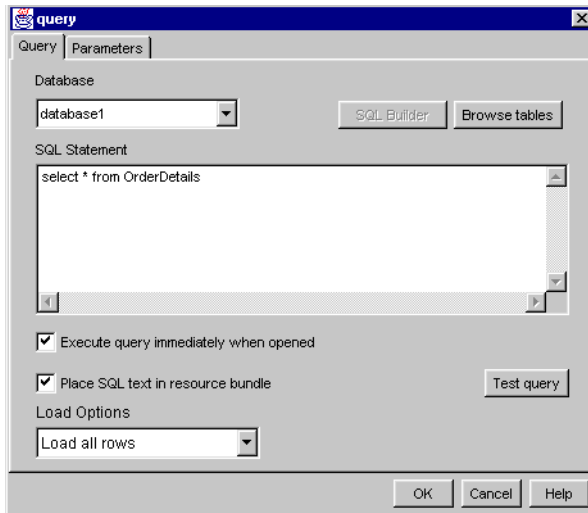 query
Query Parameters
Database
database1 SQL Builder Browse tables
SQL Statement
select * from OrderDetails
Execute query immediately when opened
Place SQL text in resource bundle Test query
Load Options
Load all rows
OK Cancel Help